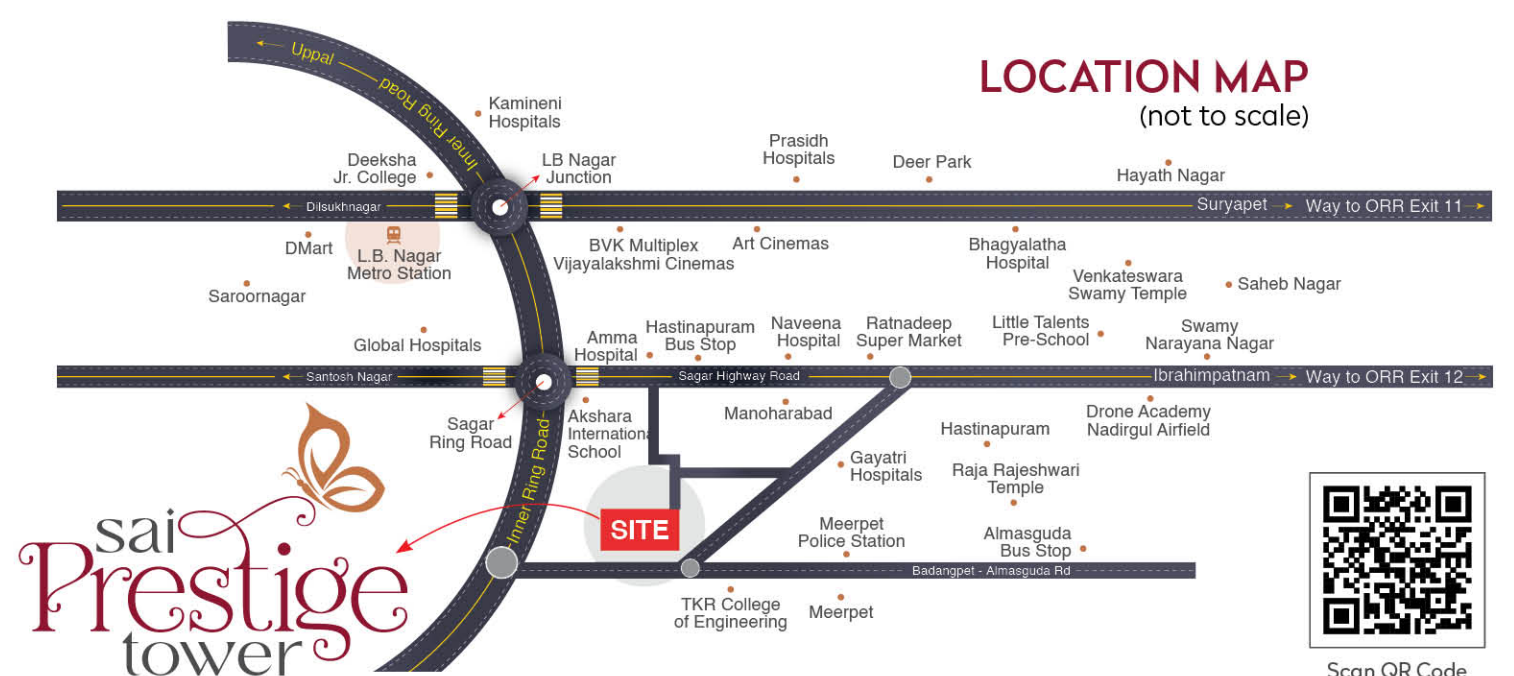 Uppal
Inner Ring Road
LOCATION MAP
(not to scale)
Kamineni
Hospitals
Deeksha
Jr. College
LB Nagar
Junction
Prasidh
Hospitals
Deer Park
Hayath Nagar
Dilsukhnagar
Suryapet
Way to ORR Exit 11
DMart
L.B. Nagar
Metro Station
BVK Multiplex
Vijayalakshmi Cinemas
Art Cinemas
Bhagyalatha
Hospital
Venkateswara
Swamy Temple
Saheb Nagar
Saroornagar
Global Hospitals
Amma
Hospital
Hastinapuram
Bus Stop
Naveena
Hospital
Ratnadeep
Super Market
Little Talents
Pre-School
Swamy
Narayana Nagar
Santosh Nagar
Sagar Highway Road
Ibrahimpatnam
Way to ORR Exit 12
Sagar
Ring Road
Akshara
Internationa
School
Manoharabad
Drone Academy
Nadirgul Airfield
Hastinapuram
Inner Ring Road
Gayatri
Hospitals
Raja Rajeshwari
Temple
SITE
Meerpet
Police Station
Almasguda
Bus Stop
Badangpet - Almasguda Rd
TKR College
of Engineering
Meerpet
sai
Prestige
tower
Scan QR Code